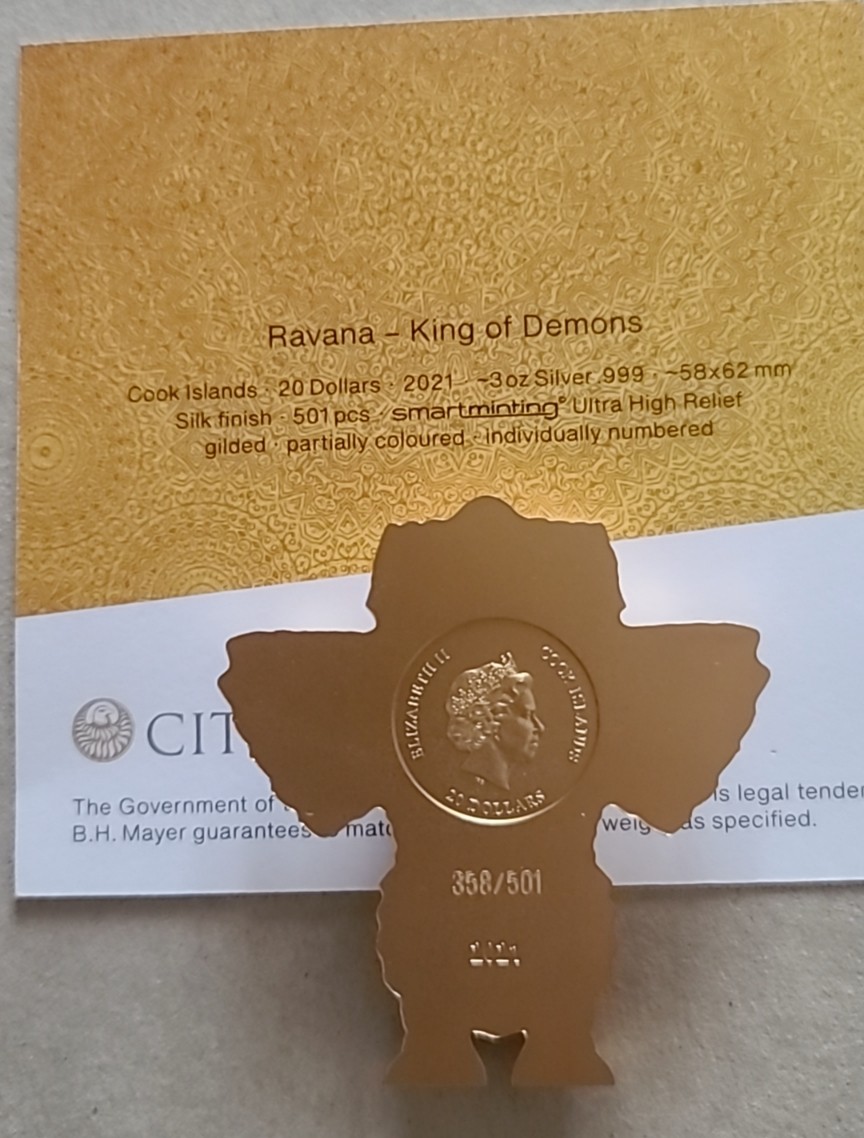 Ravana – King of Demons
Cook Islands · 20 Dollars · 2021 · ~3 oz Silver .999 · ~58x62 mm
Silk finish · 501 pcs · smartminting® Ultra High Relief
gilded · partially coloured · individually numbered
CIT
ELIZABETH II
COOK ISLANDS
20 DOLLARS
The Government of
is legal tender
B.H. Mayer guarantees
weight as specified.
358/501
2021